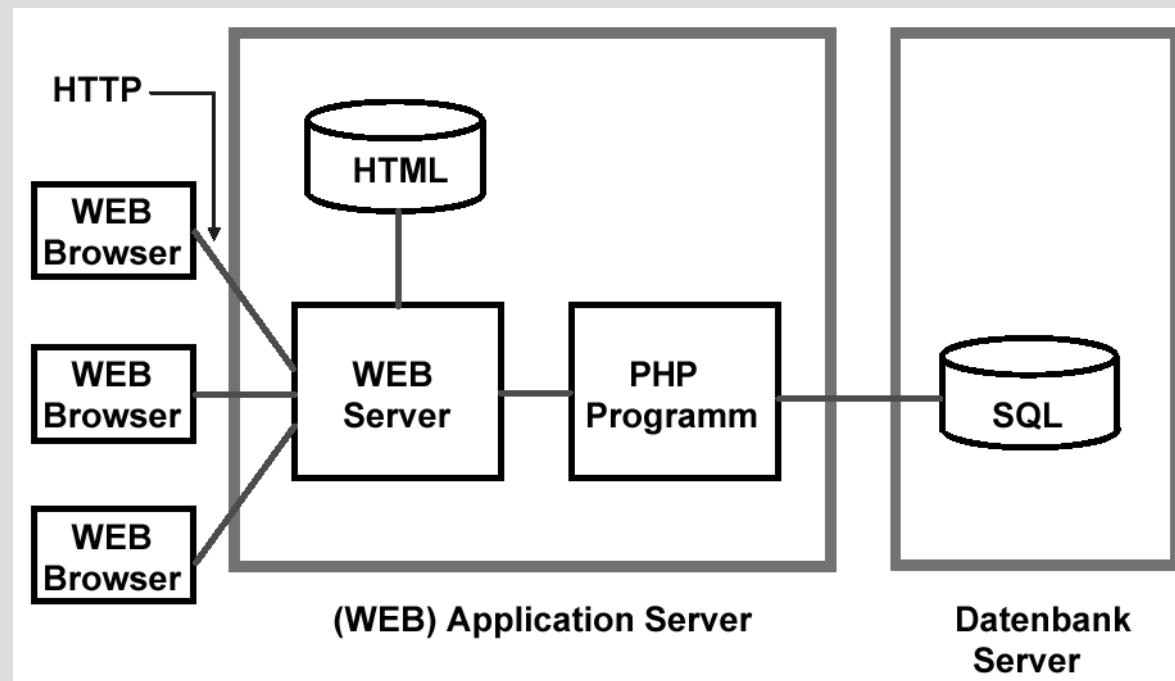 HTTP
HTML
WEB
Browser
WEB
Browser
WEB
Browser
WEB
Server
PHP
Programm
SQL
(WEB) Application Server
Datenbank
Server